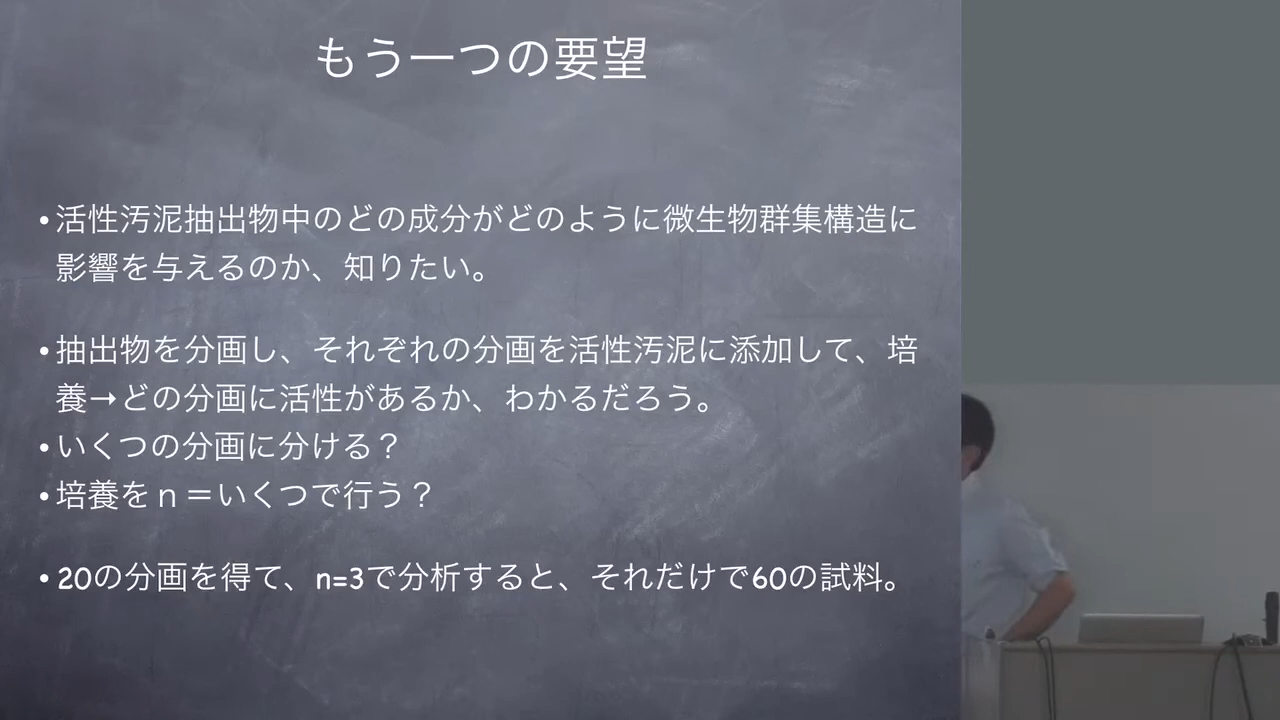 もう一つの要望
•活性汚泥抽出物中のどの成分がどのように微生物群集構造に
影響を与えるのか、知りたい。
•抽出物を分画し、それぞれの分画を活性汚泥に添加して、培
養→どの分画に活性があるか、わかるだろう。
•いくつの分画に分ける？
•培養をｎ＝いくつで行う？
•20の分画を得て、n=3で分析すると、それだけで60の試料。